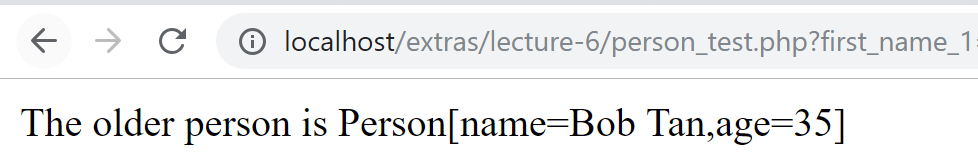 localhost/extras/lecture-6/person_test.php?first_name_1
The older person is Person[name=Bob Tan,age=35]